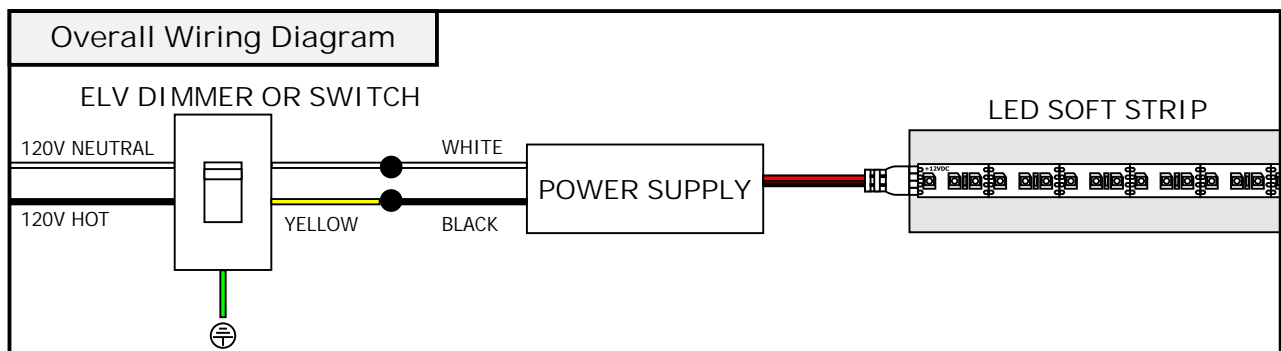 Overall Wiring Diagram
ELV DIMMER OR SWITCH
LED SOFT STRIP
120V NEUTRAL
WHITE
+12VDC
POWER SUPPLY
120V HOT
YELLOW
BLACK